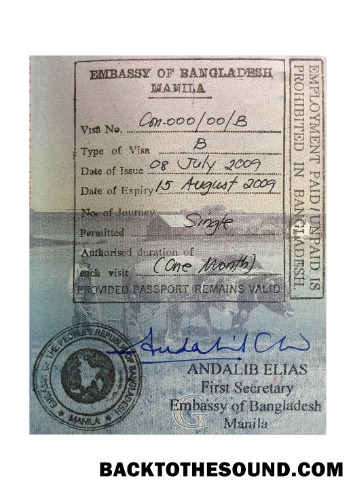 EMBASSY OF BANGLADESH
MANILA
Visa No. Con-000/00/B
Type of Visa B
Date of Issue 08 July 2009
Date of Expiry 15 August 2009
No. of Journey
Permitted Single
Authorised duration of
each visit (One Month)
PROVIDED PASSPORT REMAINS VALID
EMPLOYMENT PAID/UNPAID IS
PROHIBITED IN BANGLADESH.
ANDALIB ELIAS
First Secretary
Embassy of Bangladesh
Manila
EMBASSY OF THE PEOPLE'S REPUBLIC OF BANGLADESH
MANILA
G
BACKTOTHESOUND.COM